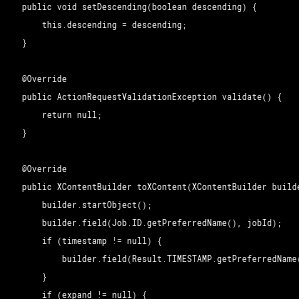 public void setDescending(boolean descending) {
this.descending = descending;
}
@Override
public ActionRequestValidationException validate() {
return null;
}
@Override
public XContentBuilder toXContent(XContentBuilder builde
builder.startObject();
builder.field(Job.ID.getPreferredName(), jobId);
if (timestamp != null) {
builder.field(Result.TIMESTAMP.getPreferredName(
}
if (expand != null) {